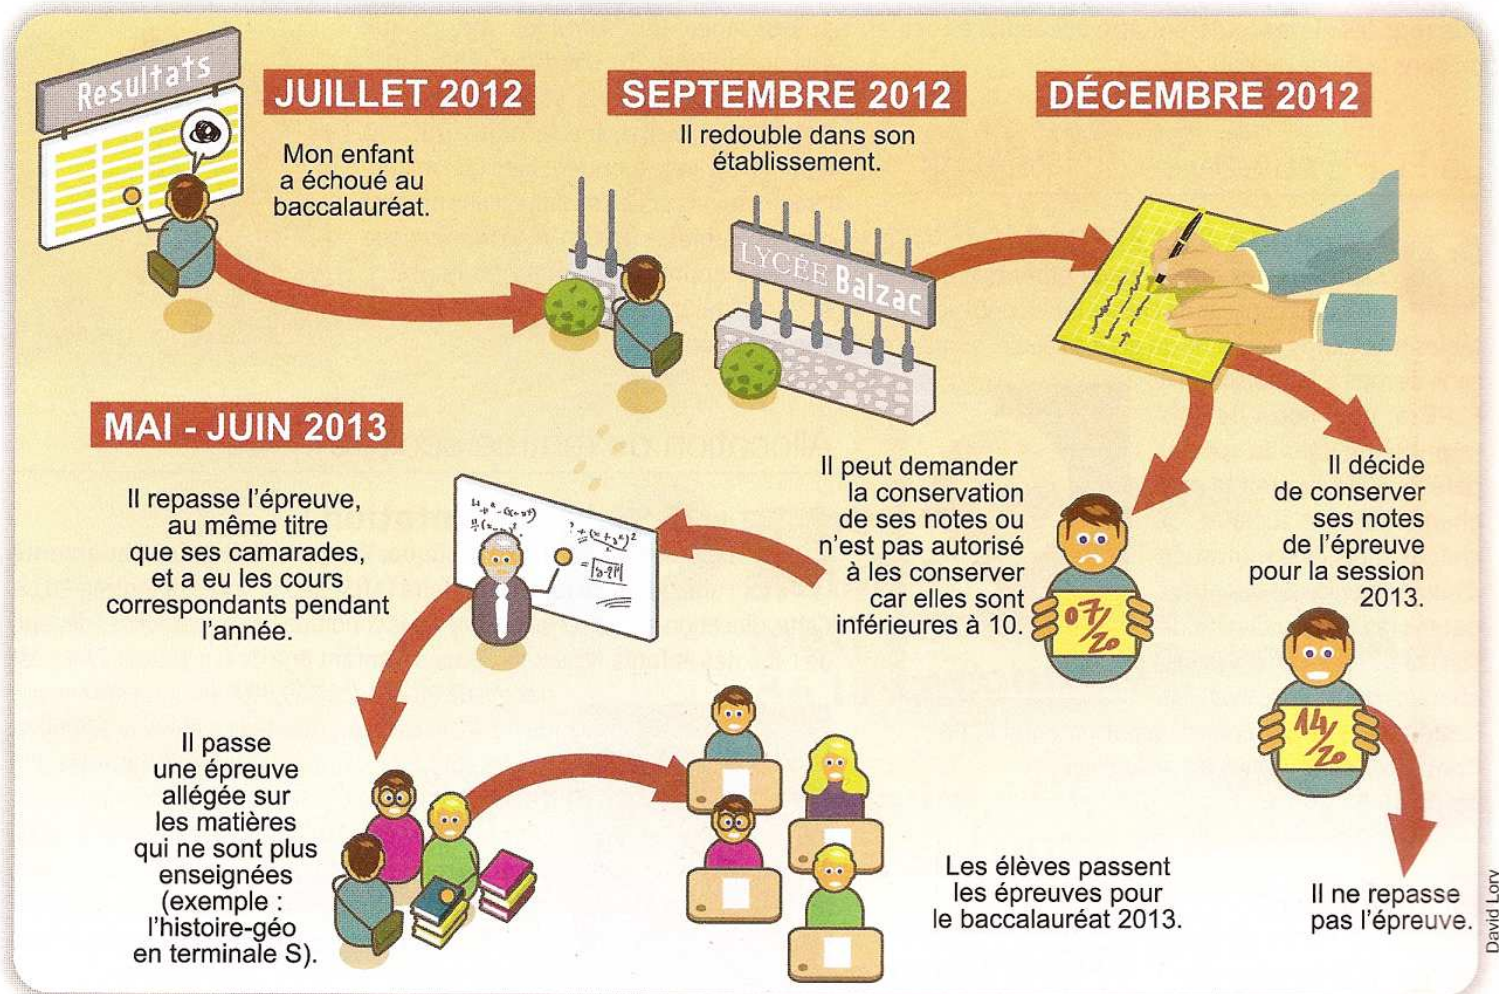 Resultats
JUILLET 2012
Mon enfant
a échoué au
baccalauréat.
SEPTEMBRE 2012
Il redouble dans son
établissement.
LYCÉE Balzac
DÉCEMBRE 2012
Il peut demander
la conservation
de ses notes ou
n'est pas autorisé
à les conserver
car elles sont
inférieures à 10.
07/20
Il décide
de conserver
ses notes
de l'épreuve
pour la session
2013.
14/20
Il ne repasse
pas l'épreuve.
MAI - JUIN 2013
Il repasse l'épreuve,
au même titre
que ses camarades,
et a eu les cours
correspondants pendant
l'année.
Il passe
une épreuve
allégée sur
les matières
qui ne sont plus
enseignées
(exemple :
l'histoire-géo
en terminale S).
Les élèves passent
les épreuves pour
le baccalauréat 2013.
David Lory